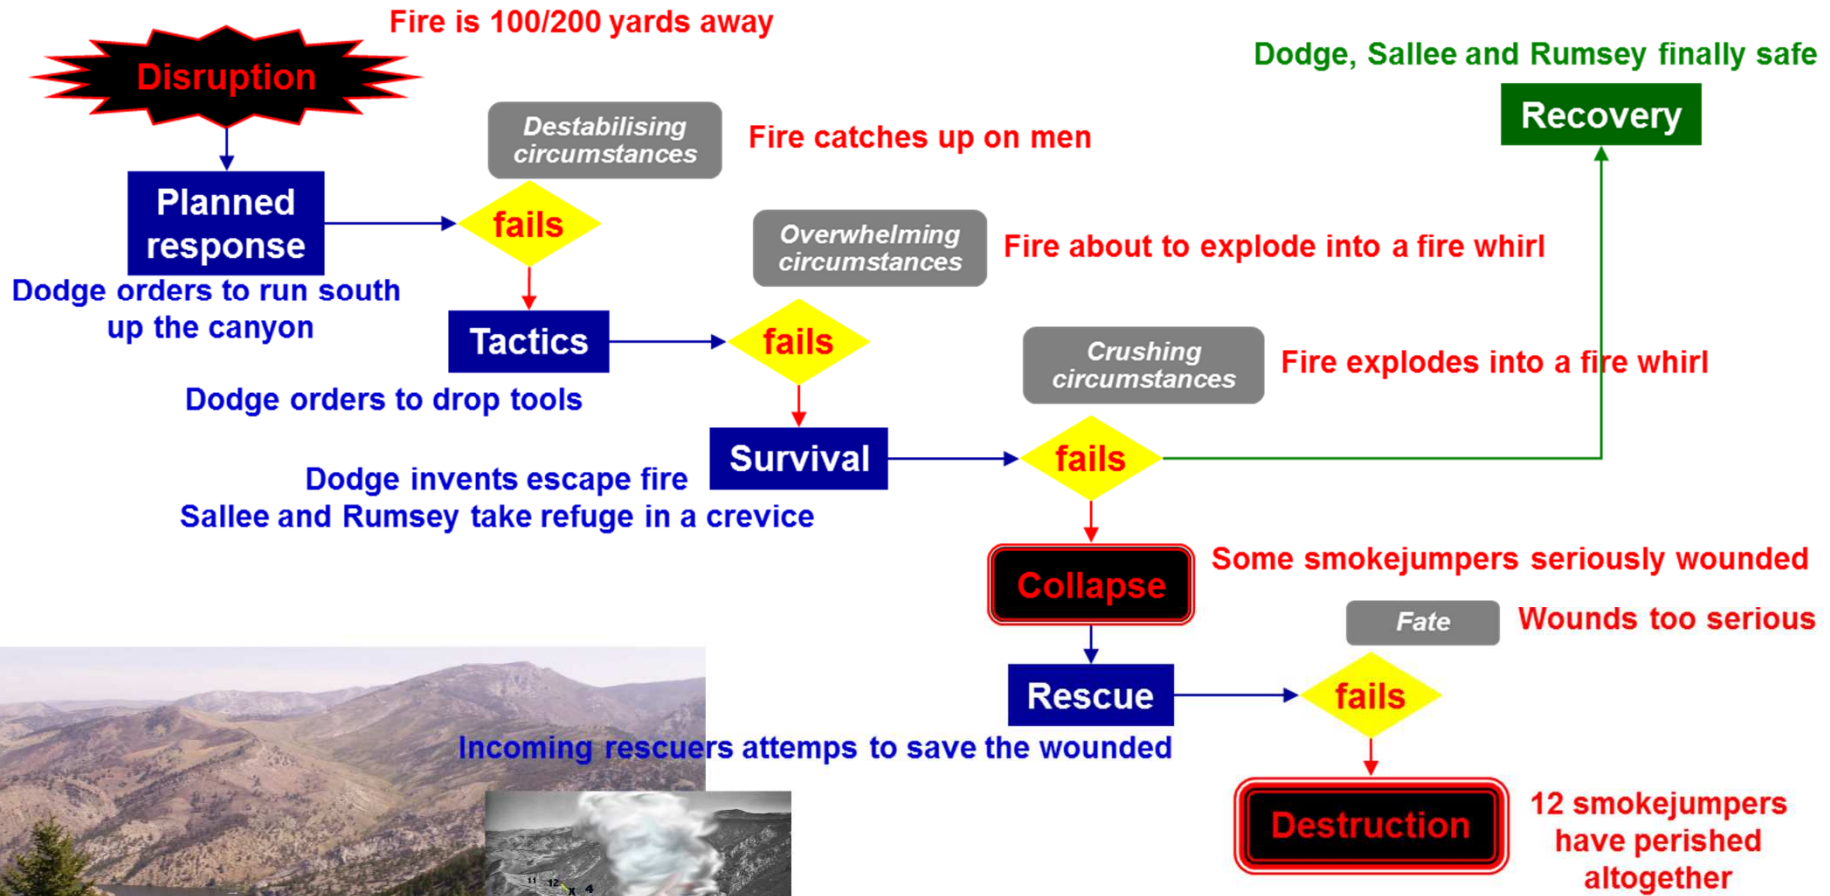 Fire is 100/200 yards away
Disruption
Dodge, Sallee and Rumsey finally safe
Recovery
Destabilising
circumstances
Fire catches up on men
Planned
response
fails
Dodge orders to run south
up the canyon
Overwhelming
circumstances
Fire about to explode into a fire whirl
Tactics
fails
Dodge orders to drop tools
Crushing
circumstances
Fire explodes into a fire whirl
Survival
fails
Dodge invents escape fire
Sallee and Rumsey take refuge in a crevice
Collapse
Some smokejumpers seriously wounded
Fate
Wounds too serious
Rescue
fails
Incoming rescuers attemps to save the wounded
Destruction
12 smokejumpers
have perished
altogether
11 12 x 4